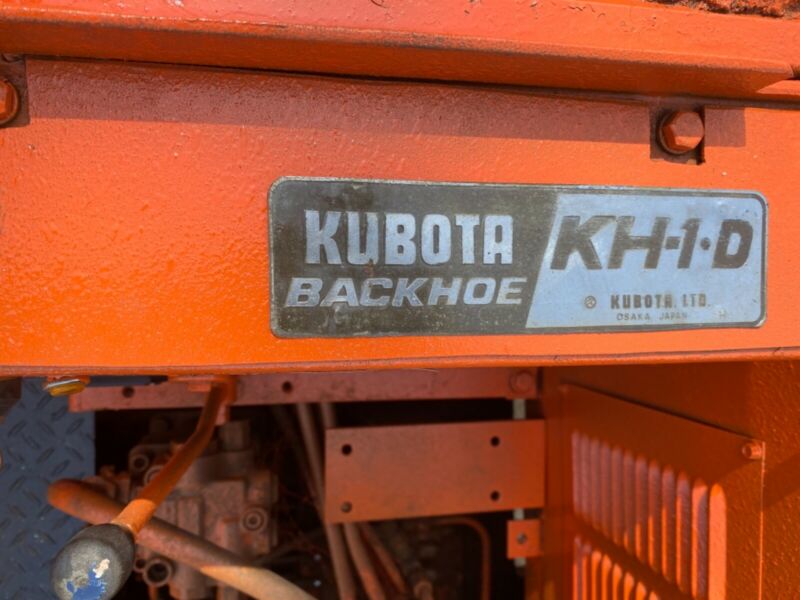 KUBOTA
BACKHOE
KH-1·D
KUBOTA, LTD.
OSAKA JAPAN